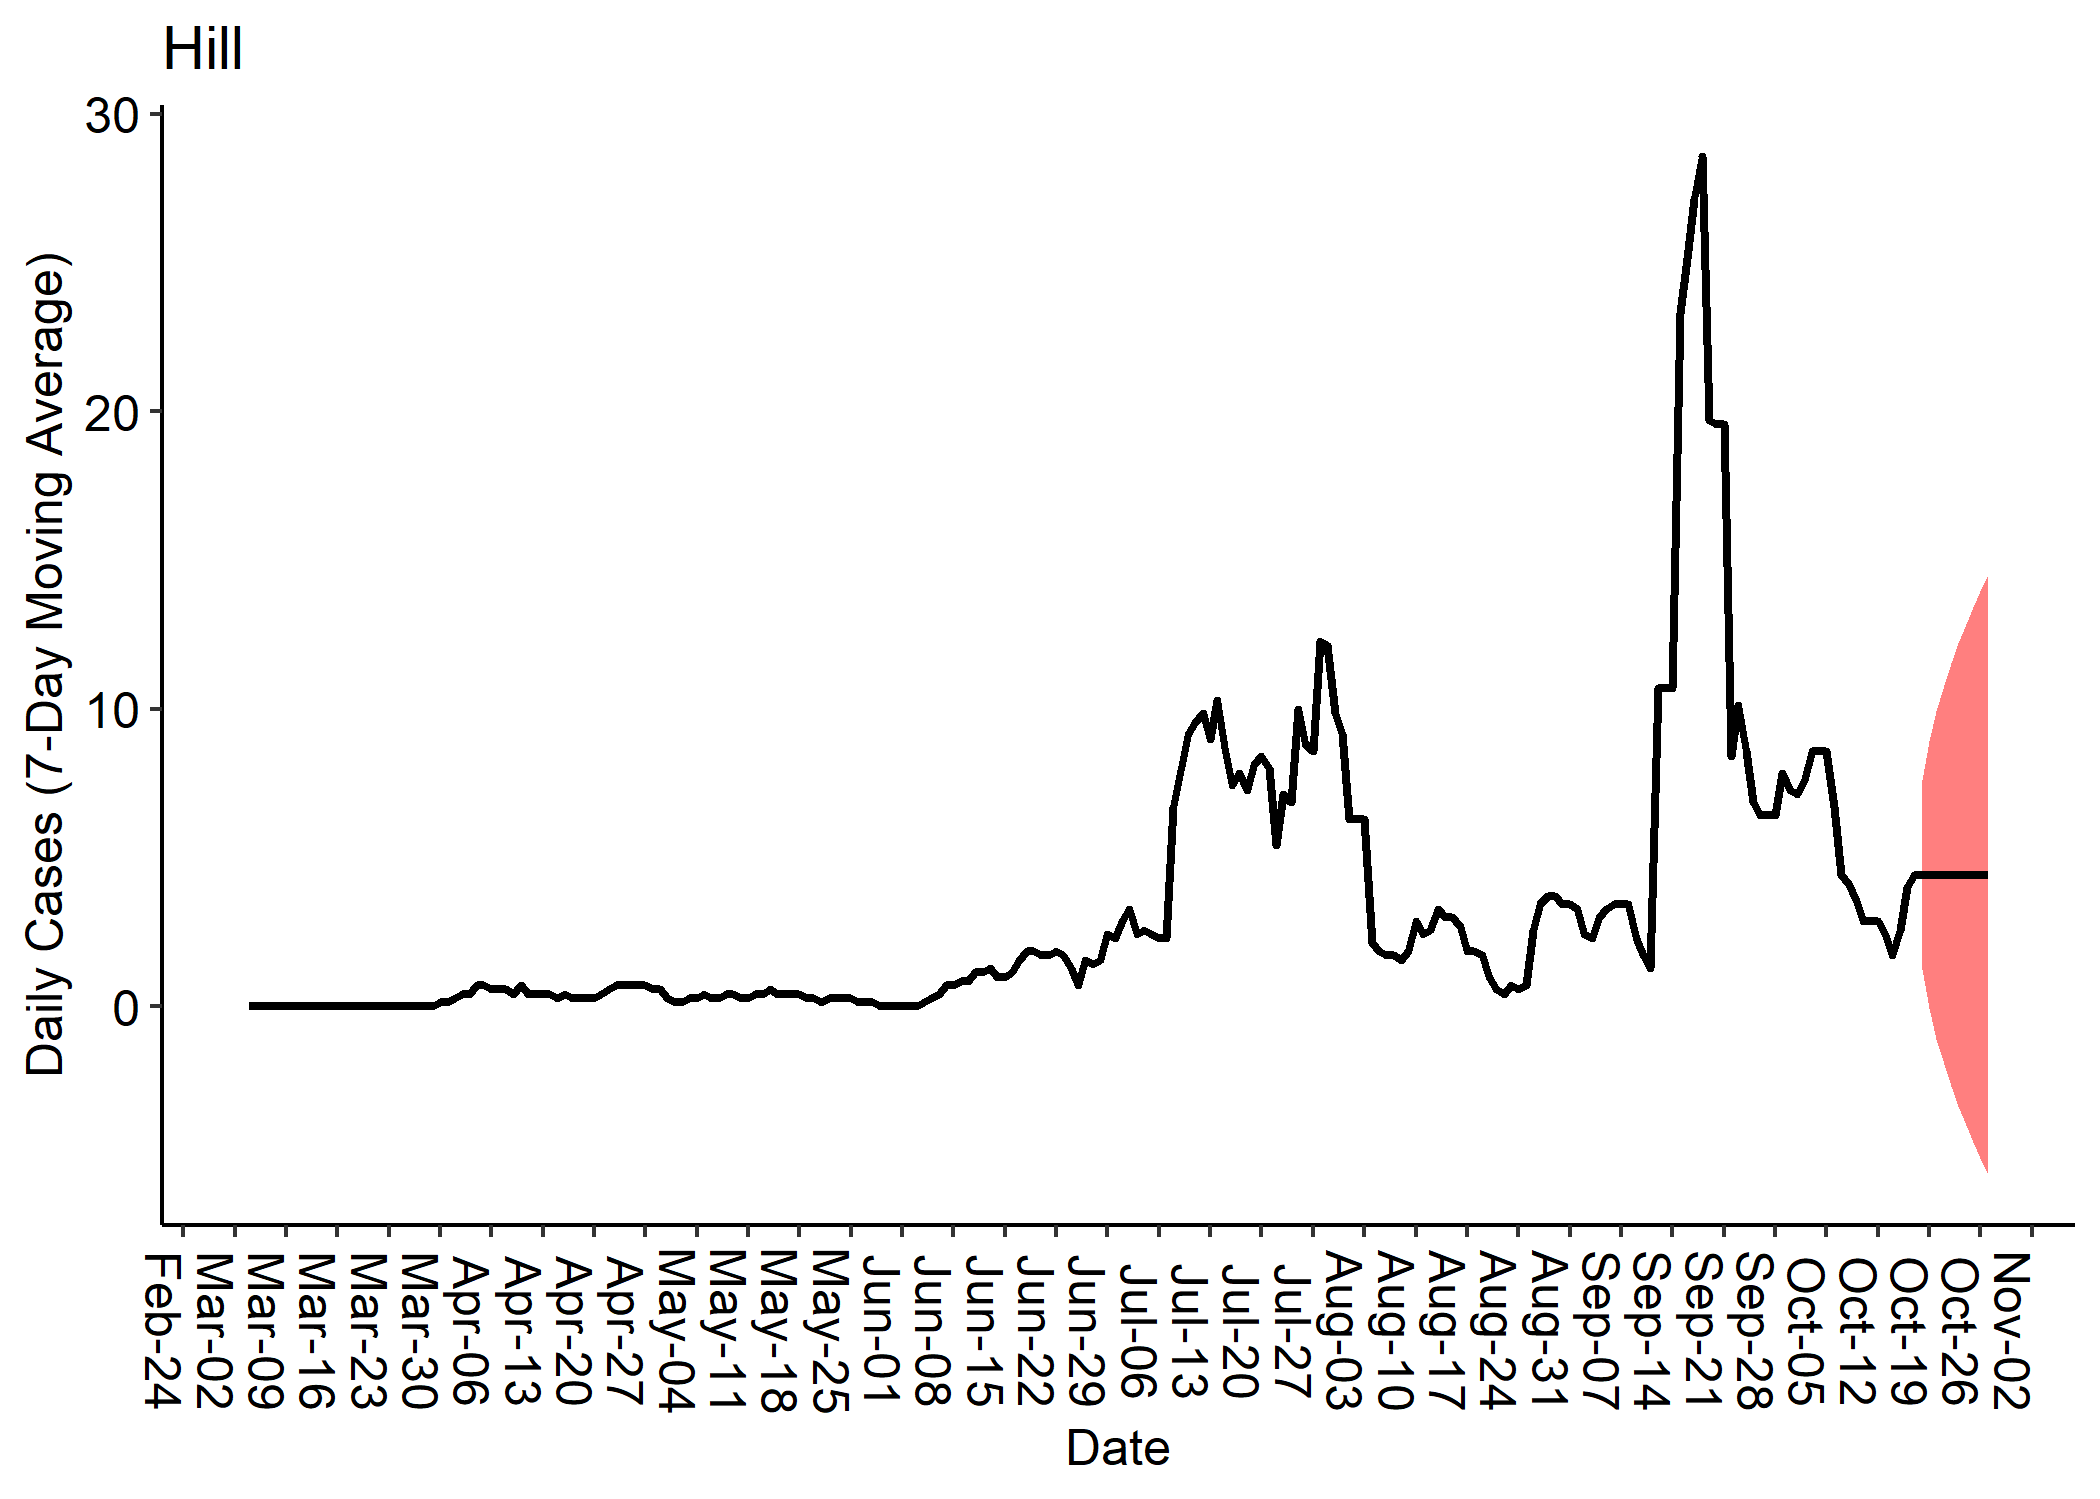 Hill
Daily Cases (7-Day Moving Average)
30
20
10
0
Feb-24
Mar-02
Mar-09
Mar-16
Mar-23
Mar-30
Apr-06
Apr-13
Apr-20
Apr-27
May-04
May-11
May-18
May-25
Jun-01
Jun-08
Jun-15
Jun-22
Jun-29
Jul-06
Jul-13
Jul-20
Jul-27
Aug-03
Aug-10
Aug-17
Aug-24
Aug-31
Sep-07
Sep-14
Sep-21
Sep-28
Oct-05
Oct-12
Oct-19
Oct-26
Nov-02
Date